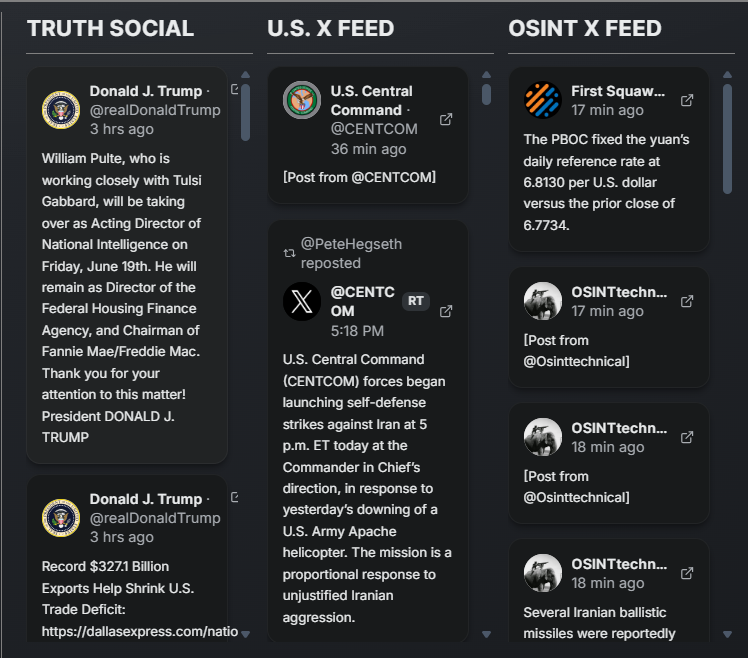 TRUTH SOCIAL
Donald J. Trump ·
@realDonaldTrump
3 hrs ago
William Pulte, who is
working closely with Tulsi
Gabbard, will be taking
over as Acting Director of
National Intelligence on
Friday, June 19th. He will
remain as Director of the
Federal Housing Finance
Agency, and Chairman of
Fannie Mae/Freddie Mac.
Thank you for your
attention to this matter!
President DONALD J.
TRUMP
Donald J. Trump ·
@realDonaldTrump
3 hrs ago
Record $327.1 Billion
Exports Help Shrink U.S.
Trade Deficit:
https://dallasexpress.com/natio
U.S. X FEED
U.S. Central
Command ·
@CENTCOM
36 min ago
[Post from @CENTCOM]
@PeteHegseth
reposted
@CENTC
OM
RT
5:18 PM
U.S. Central Command
(CENTCOM) forces began
launching self-defense
strikes against Iran at 5
p.m. ET today at the
Commander in Chief's
direction, in response to
yesterday's downing of a
U.S. Army Apache
helicopter. The mission is a
proportional response to
unjustified Iranian
aggression.
OSINT X FEED
First Squaw...
17 min ago
The PBOC fixed the yuan's
daily reference rate at
6.8130 per U.S. dollar
versus the prior close of
6.7734.
OSINTtechn...
17 min ago
[Post from
@Osinttechnical]
OSINTtechn...
18 min ago
[Post from
@Osinttechnical]
OSINTtechn...
18 min ago
Several Iranian ballistic
missiles were reportedly